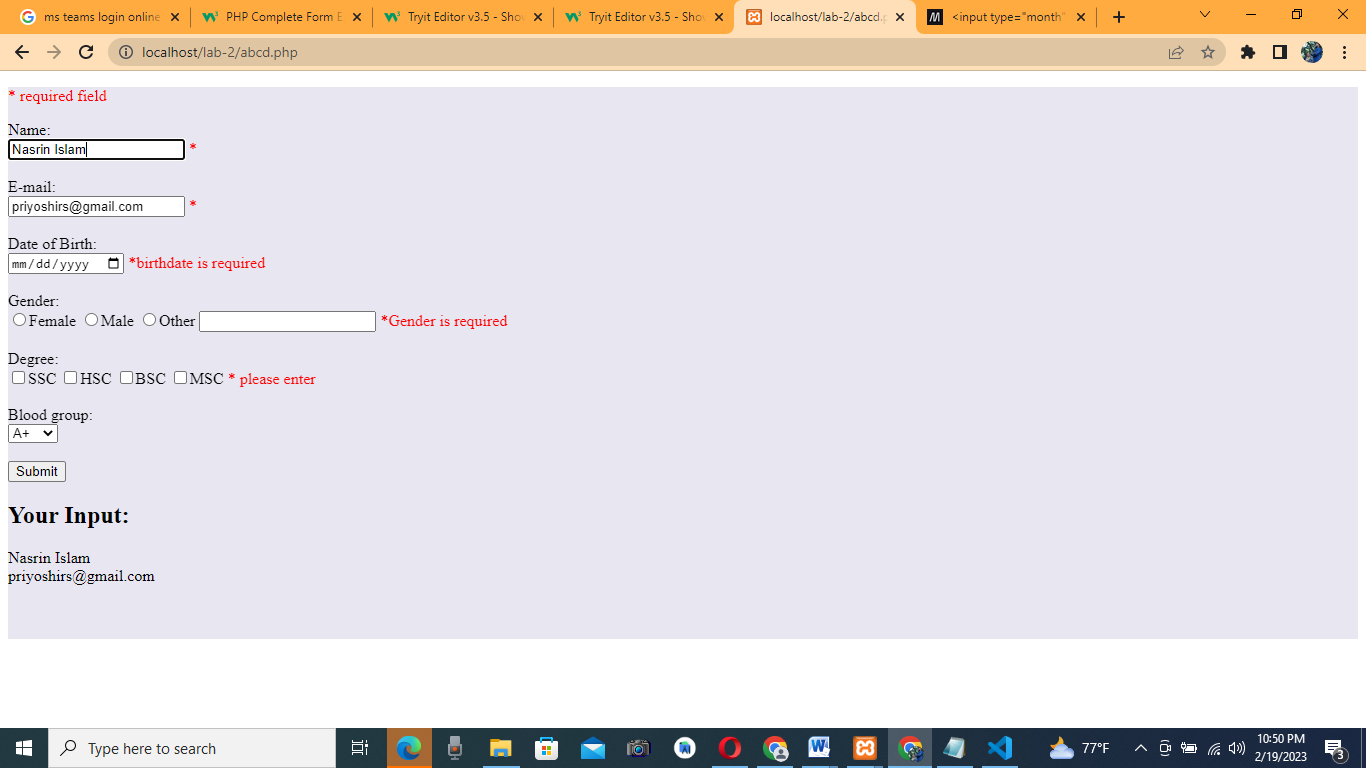 ms teams login online
PHP Complete Form E
Tryit Editor v3.5 - Show
Tryit Editor v3.5 - Show
localhost/lab-2/abcd.p
<input type="month"
localhost/lab-2/abcd.php
* required field
Name:
Nasrin Islam *
E-mail:
priyoshirs@gmail.com *
Date of Birth:
mm/dd/yyyy *birthdate is required
Gender:
Female Male Other *Gender is required
Degree:
SSC HSC BSC MSC * please enter
Blood group:
A+
Submit
Your Input:
Nasrin Islam
priyoshirs@gmail.com
Type here to search
77°F
10:50 PM
2/19/2023
3